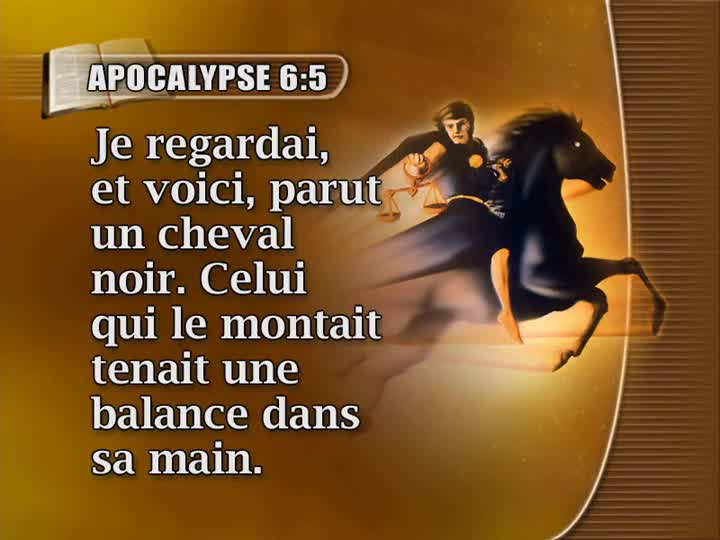 APOCALYPSE 6:5
Je regardai,
et voici, parut
un cheval
noir. Celui
qui le montait
tenait une
balance dans
sa main.